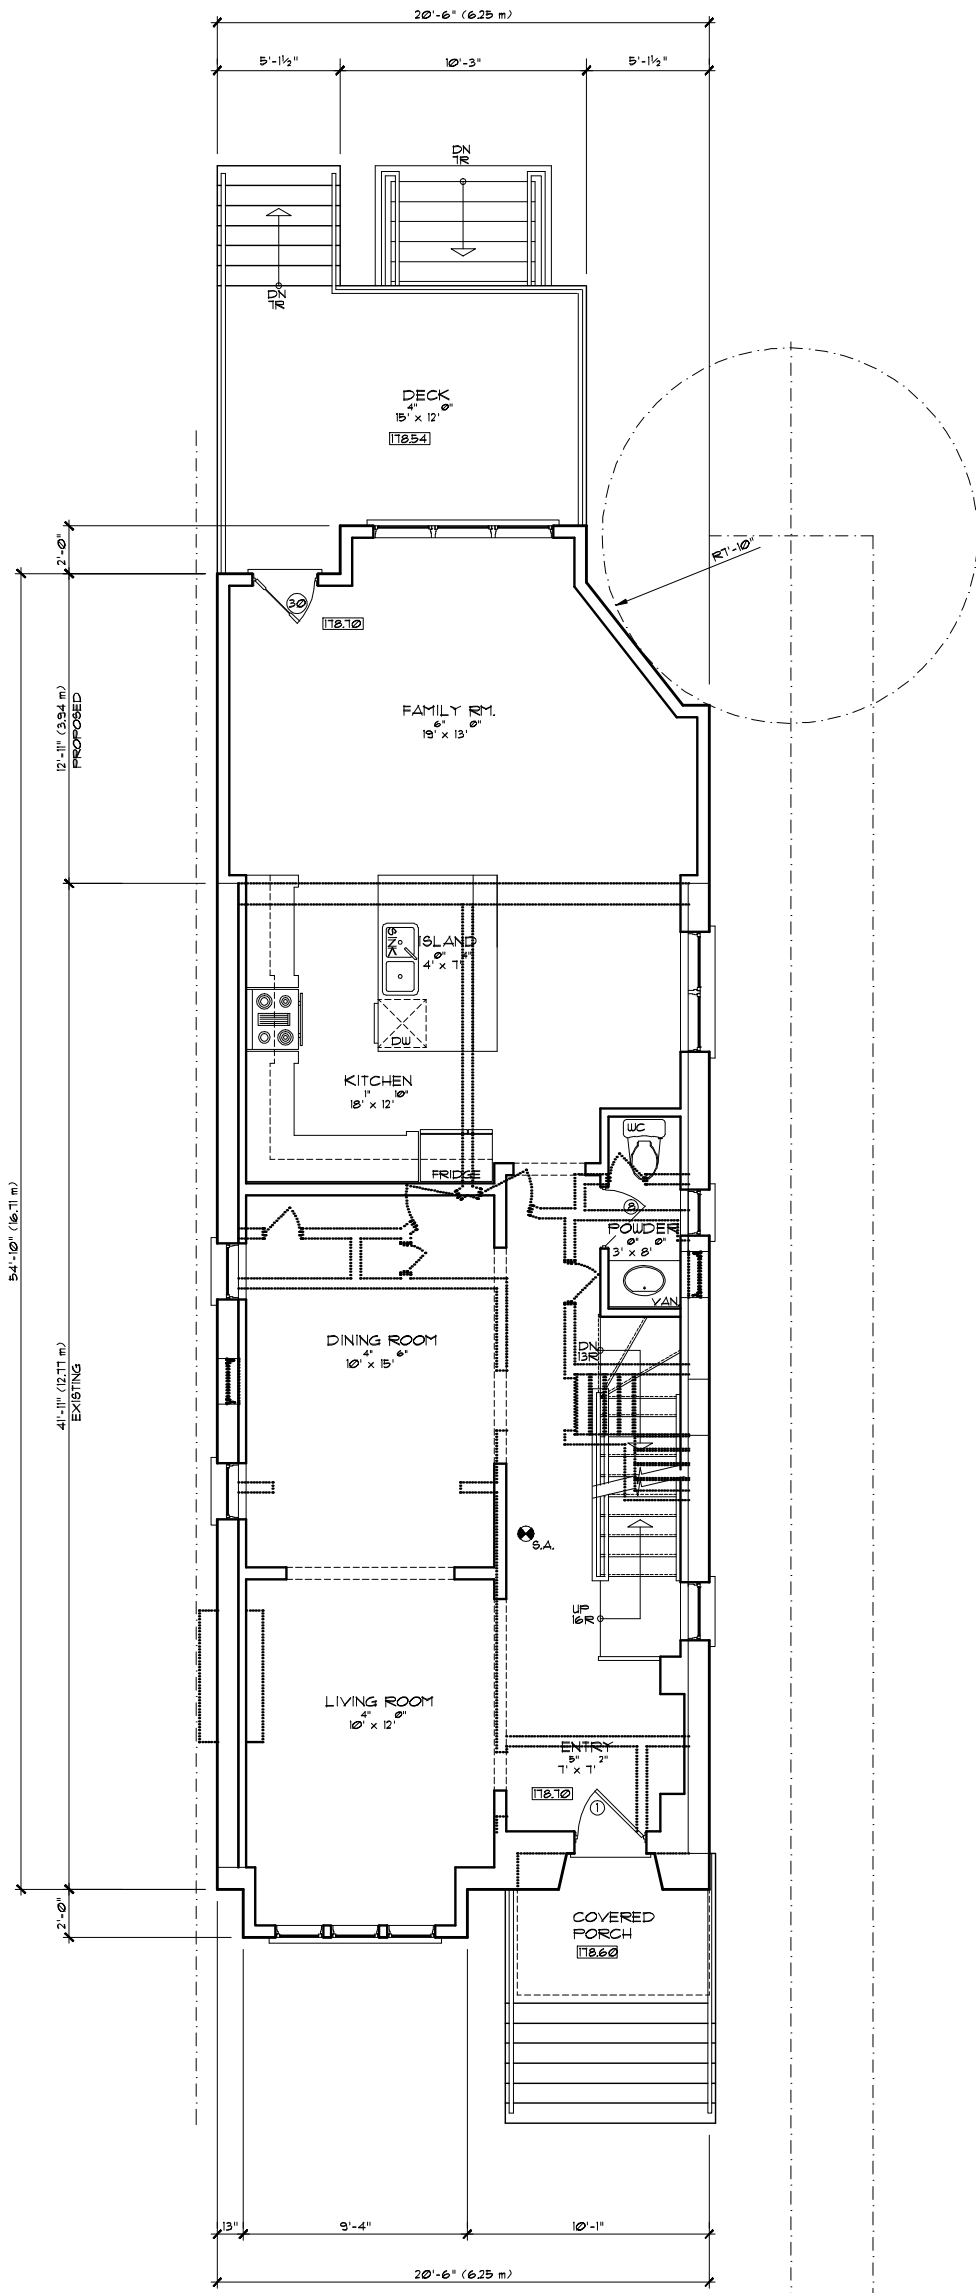 20'-6" (6.25 m)
5'-1½"
10'-3"
5'-1½"
DN
7R
DN
7R
DECK
4" 0"
15' x 12'
178.54
2'-0"
R7'-10"
30
178.70
12'-11" (3.94 m)
PROPOSED
FAMILY RM.
6" 0"
19' x 13'
SINK
ISLAND
0" 4"
4' x 7'
DW
KITCHEN
1" 10"
18' x 12'
WC
FRIDGE
54'-10" (16.71 m)
8
POWDER
0" 0"
3' x 8'
VAN.
DINING ROOM
4" 6"
10' x 15'
DN
13R
41'-11" (12.77 m)
EXISTING
S.A.
UP
16R
LIVING ROOM
4" 0"
10' x 12'
ENTRY
5" 2"
7' x 7'
178.70
1
2'-0"
COVERED
PORCH
178.60
13"
9'-4"
10'-1"
20'-6" (6.25 m)